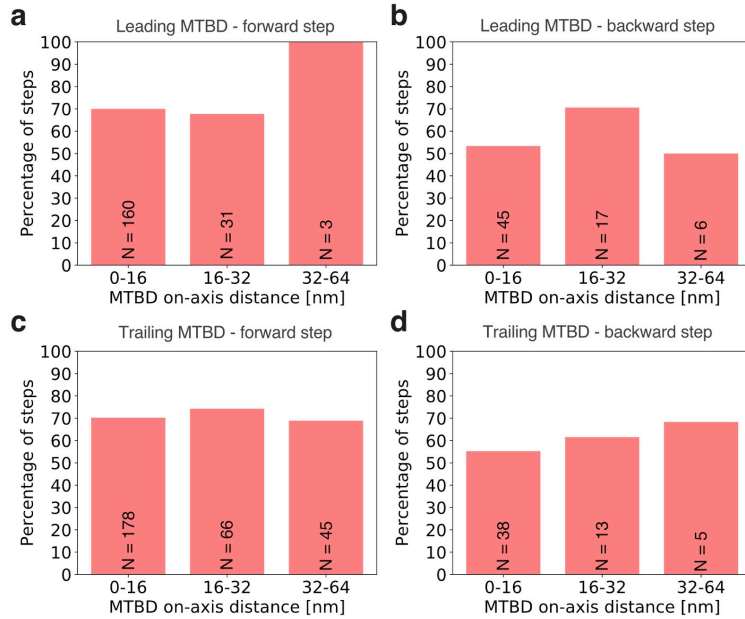 a
Leading MTBD - forward step
Percentage of steps
100
90
80
70
60
50
40
30
20
10
0
N = 160
N = 31
N = 3
0-16
16-32
32-64
MTBD on-axis distance [nm]
b
Leading MTBD - backward step
Percentage of steps
100
90
80
70
60
50
40
30
20
10
0
N = 45
N = 17
N = 6
0-16
16-32
32-64
MTBD on-axis distance [nm]
c
Trailing MTBD - forward step
Percentage of steps
100
90
80
70
60
50
40
30
20
10
0
N = 178
N = 66
N = 45
0-16
16-32
32-64
MTBD on-axis distance [nm]
d
Trailing MTBD - backward step
Percentage of steps
100
90
80
70
60
50
40
30
20
10
0
N = 38
N = 13
N = 5
0-16
16-32
32-64
MTBD on-axis distance [nm]